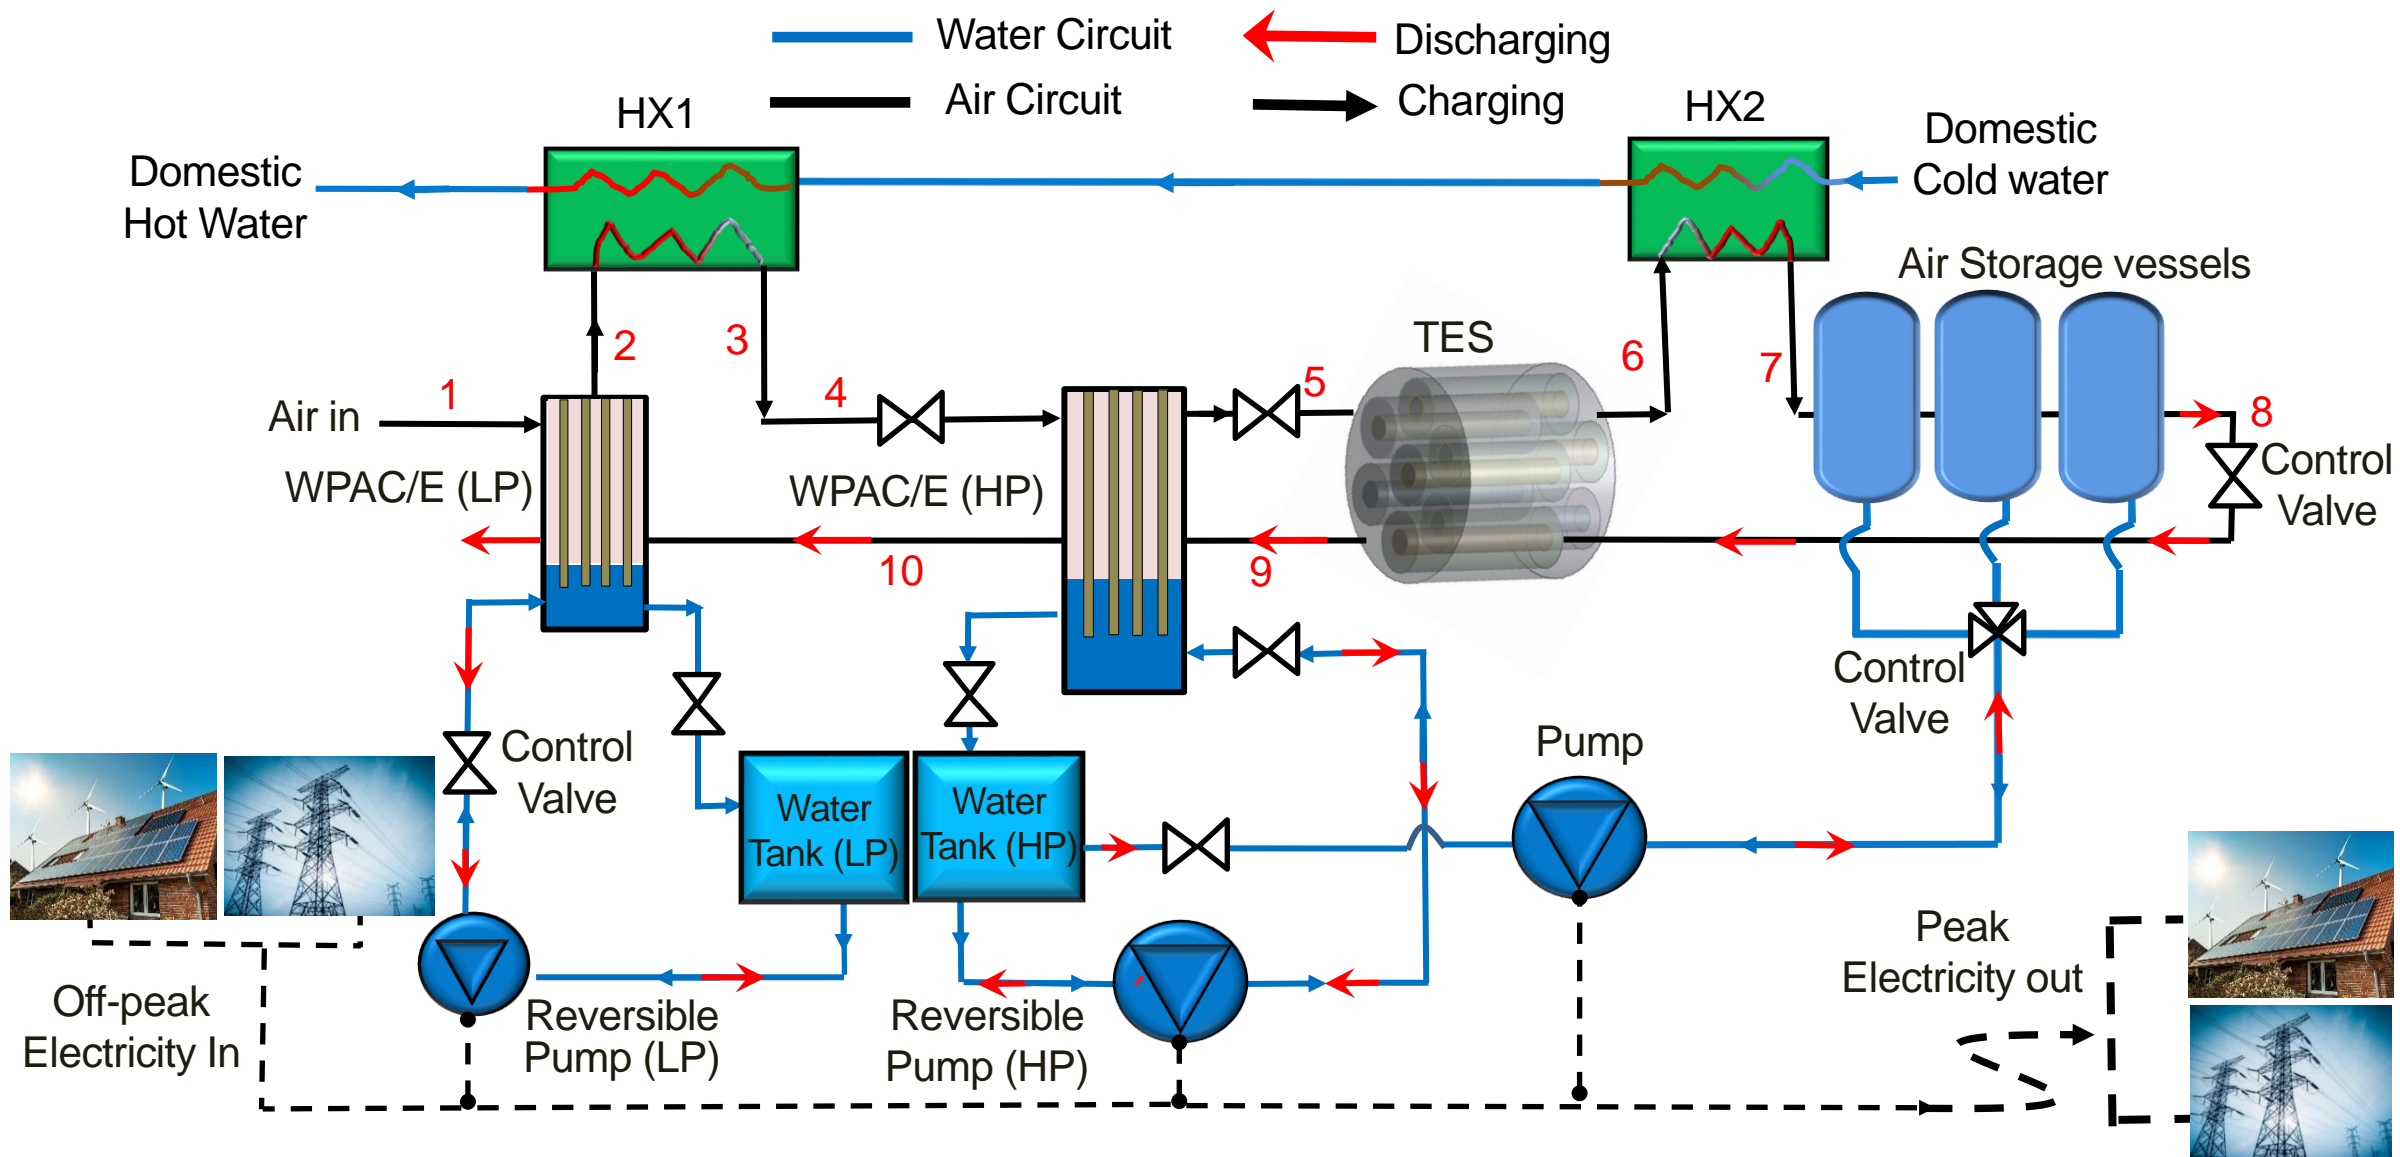 Water Circuit
Discharging
Air Circuit
Charging
HX1
HX2
Domestic
Hot Water
Domestic
Cold water
Air Storage vessels
TES
2
3
6
7
1
4
5
8
Air in
WPAC/E (LP)
WPAC/E (HP)
Control
Valve
10
9
Control
Valve
Control
Valve
Pump
Water
Tank (LP)
Water
Tank (HP)
Peak
Electricity out
Off-peak
Electricity In
Reversible
Pump (LP)
Reversible
Pump (HP)